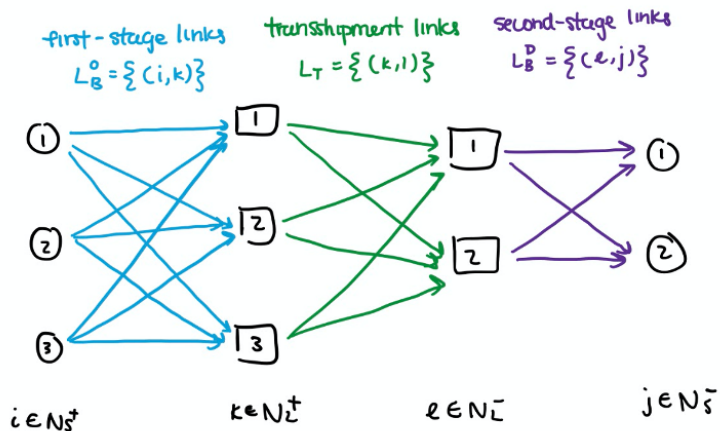 first-stage links
L_B^O = {(i,k)}
transshipment links
L_T = {(k,l)}
second-stage links
L_B^D = {(l,j)}
1
2
3
1
2
3
1
2
1
2
i ∈ N_S^+
k ∈ N_L^+
l ∈ N_L^-
j ∈ N_S^-